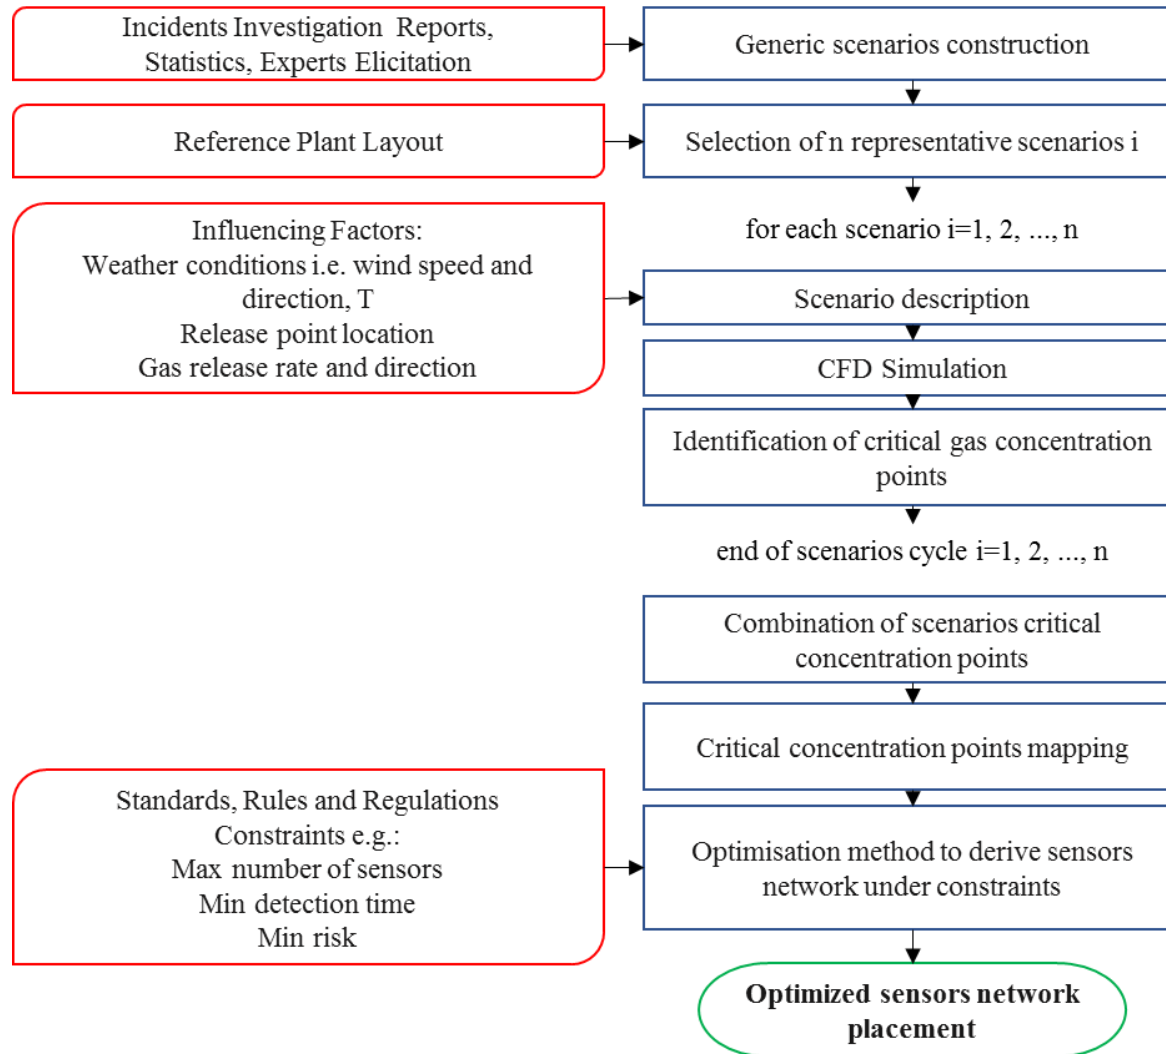 Incidents Investigation Reports,
Statistics, Experts Elicitation
Generic scenarios construction
Reference Plant Layout
Selection of n representative scenarios i
for each scenario i=1, 2, ..., n
Influencing Factors:
Weather conditions i.e. wind speed and
direction, T
Release point location
Gas release rate and direction
Scenario description
CFD Simulation
Identification of critical gas concentration
points
end of scenarios cycle i=1, 2, ..., n
Combination of scenarios critical
concentration points
Critical concentration points mapping
Standards, Rules and Regulations
Constraints e.g.:
Max number of sensors
Min detection time
Min risk
Optimisation method to derive sensors
network under constraints
Optimized sensors network
placement